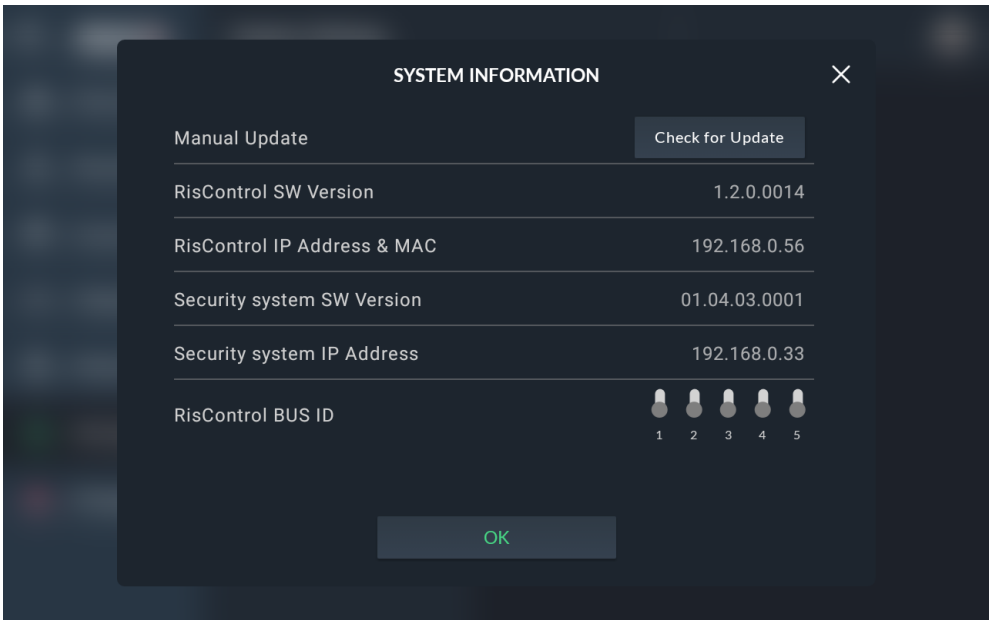 SYSTEM INFORMATION
Manual Update Check for Update
RisControl SW Version 1.2.0.0014
RisControl IP Address & MAC 192.168.0.56
Security system SW Version 01.04.03.0001
Security system IP Address 192.168.0.33
RisControl BUS ID
1 2 3 4 5
OK